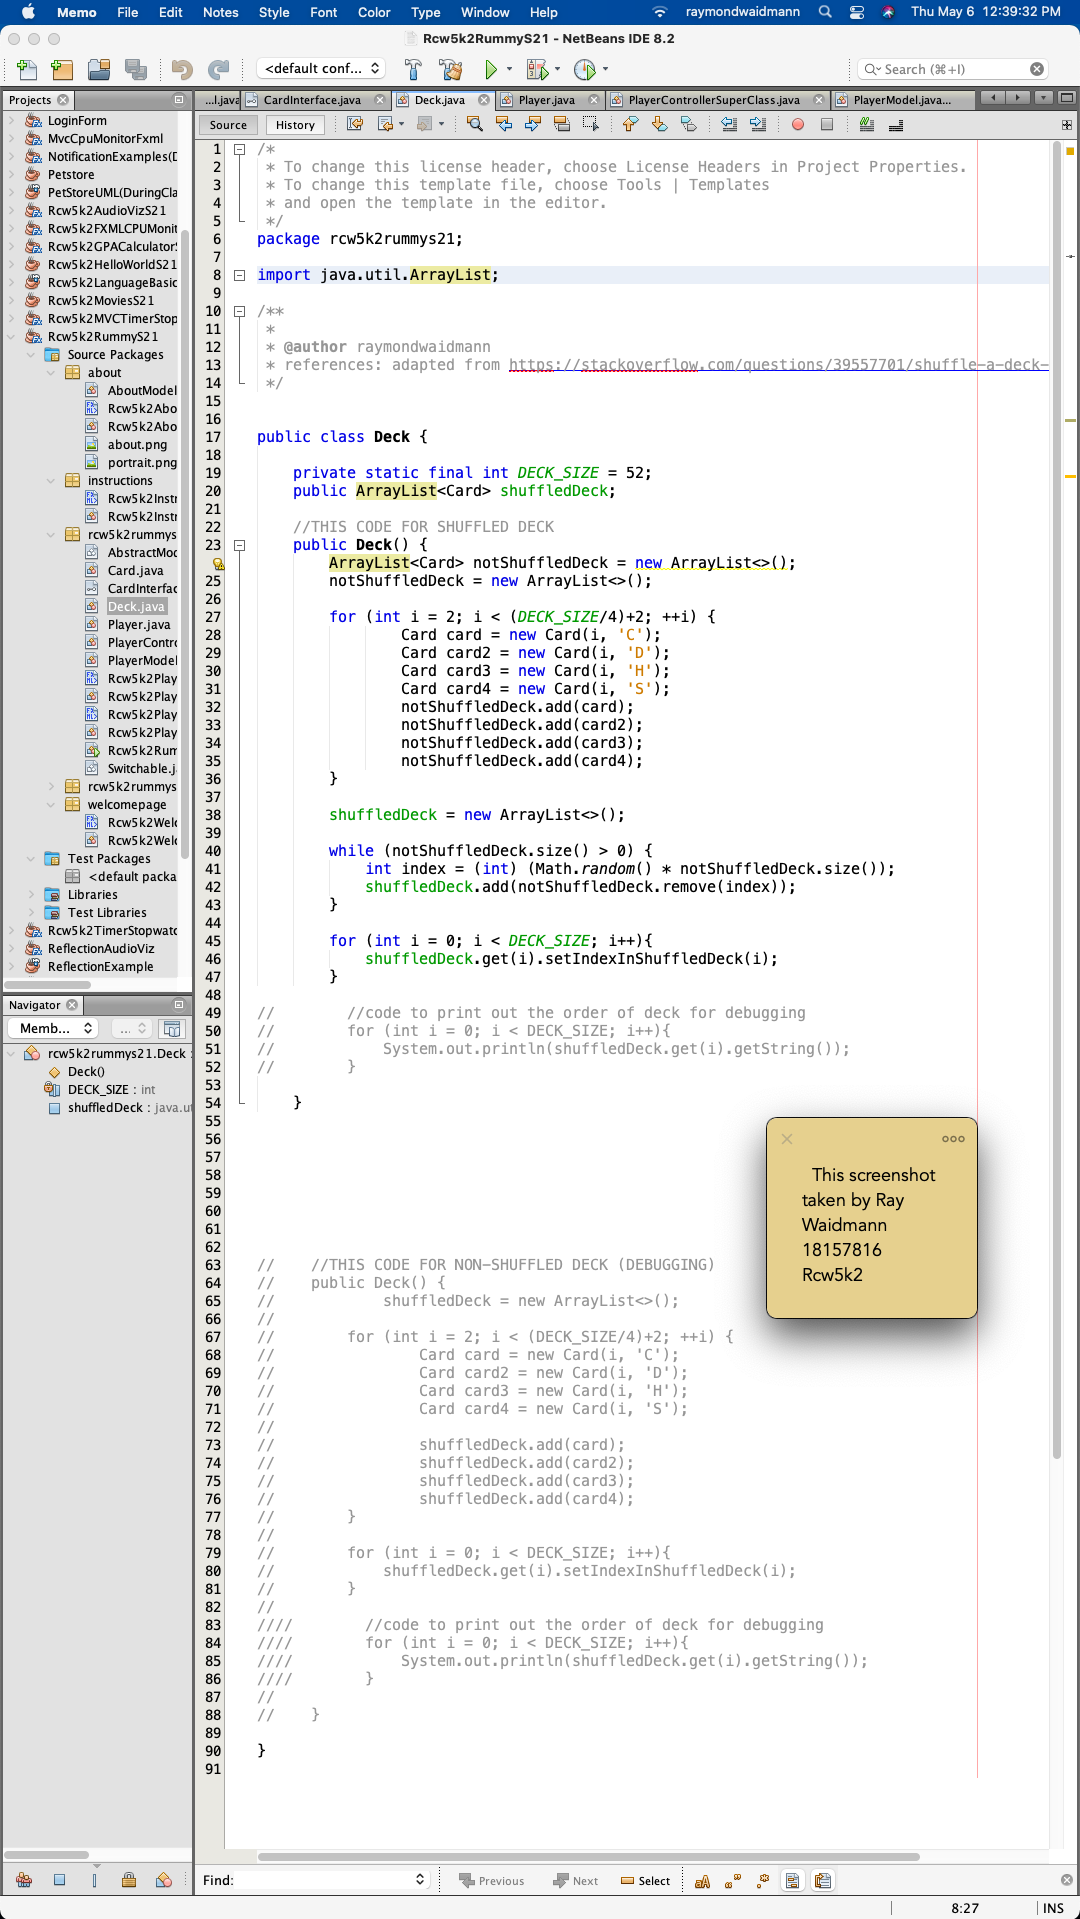 Memo File Edit Notes Style Font Color Type Window Help raymondwaidmann Thu May 6 12:39:32 PM
Rcw5k2RummyS21 - NetBeans IDE 8.2
<default conf... Search (⌘+I)
Projects ...l.java CardInterface.java Deck.java Player.java PlayerControllerSuperClass.java PlayerModel.java...
Source History
LoginForm
MvcCpuMonitorFxml
NotificationExamples(D
Petstore
PetStoreUML(DuringCla
Rcw5k2AudioVizS21
Rcw5k2FXMLCPUMonit
Rcw5k2GPACalculatorS
Rcw5k2HelloWorldS21
Rcw5k2LanguageBasic
Rcw5k2MoviesS21
Rcw5k2MVCTimerStop
Rcw5k2RummyS21
Source Packages
about
AboutModel
Rcw5k2Abo
Rcw5k2Abo
about.png
portrait.png
instructions
Rcw5k2Instr
Rcw5k2Instr
rcw5k2rummys
AbstractMod
Card.java
CardInterfac
Deck.java
Player.java
PlayerContro
PlayerModel
Rcw5k2Play
Rcw5k2Play
Rcw5k2Play
Rcw5k2Play
Rcw5k2Rum
Switchable.j
rcw5k2rummys
welcomepage
Rcw5k2Welc
Rcw5k2Welc
Test Packages
<default packa
Libraries
Test Libraries
Rcw5k2TimerStopwatc
ReflectionAudioViz
ReflectionExample
Navigator
Memb... ...
rcw5k2rummys21.Deck :
Deck()
DECK_SIZE : int
shuffledDeck : java.ut
1 /*
2 * To change this license header, choose License Headers in Project Properties.
3 * To change this template file, choose Tools | Templates
4 * and open the template in the editor.
5 */
6 package rcw5k2rummys21;
7
8 import java.util.ArrayList;
9
10 /**
11 *
12 * @author raymondwaidmann
13 * references: adapted from https://stackoverflow.com/questions/39557701/shuffle-a-deck-
14 */
15
16
17 public class Deck {
18
19 private static final int DECK_SIZE = 52;
20 public ArrayList<Card> shuffledDeck;
21
22 //THIS CODE FOR SHUFFLED DECK
23 public Deck() {
ArrayList<Card> notShuffledDeck = new ArrayList<>();
25 notShuffledDeck = new ArrayList<>();
26
27 for (int i = 2; i < (DECK_SIZE/4)+2; ++i) {
28 Card card = new Card(i, 'C');
29 Card card2 = new Card(i, 'D');
30 Card card3 = new Card(i, 'H');
31 Card card4 = new Card(i, 'S');
32 notShuffledDeck.add(card);
33 notShuffledDeck.add(card2);
34 notShuffledDeck.add(card3);
35 notShuffledDeck.add(card4);
36 }
37
38 shuffledDeck = new ArrayList<>();
39
40 while (notShuffledDeck.size() > 0) {
41 int index = (int) (Math.random() * notShuffledDeck.size());
42 shuffledDeck.add(notShuffledDeck.remove(index));
43 }
44
45 for (int i = 0; i < DECK_SIZE; i++){
46 shuffledDeck.get(i).setIndexInShuffledDeck(i);
47 }
48
49 // //code to print out the order of deck for debugging
50 // for (int i = 0; i < DECK_SIZE; i++){
51 // System.out.println(shuffledDeck.get(i).getString());
52 // }
53
54 }
55
56
57
58
59
60
61
62
63 // //THIS CODE FOR NON-SHUFFLED DECK (DEBUGGING)
64 // public Deck() {
65 // shuffledDeck = new ArrayList<>();
66 //
67 // for (int i = 2; i < (DECK_SIZE/4)+2; ++i) {
68 // Card card = new Card(i, 'C');
69 // Card card2 = new Card(i, 'D');
70 // Card card3 = new Card(i, 'H');
71 // Card card4 = new Card(i, 'S');
72 //
73 // shuffledDeck.add(card);
74 // shuffledDeck.add(card2);
75 // shuffledDeck.add(card3);
76 // shuffledDeck.add(card4);
77 // }
78 //
79 // for (int i = 0; i < DECK_SIZE; i++){
80 // shuffledDeck.get(i).setIndexInShuffledDeck(i);
81 // }
82 //
83 //// //code to print out the order of deck for debugging
84 //// for (int i = 0; i < DECK_SIZE; i++){
85 //// System.out.println(shuffledDeck.get(i).getString());
86 //// }
87 //
88 // }
89
90 }
91
This screenshot
taken by Ray
Waidmann
18157816
Rcw5k2
Find: Previous Next Select
8:27 INS